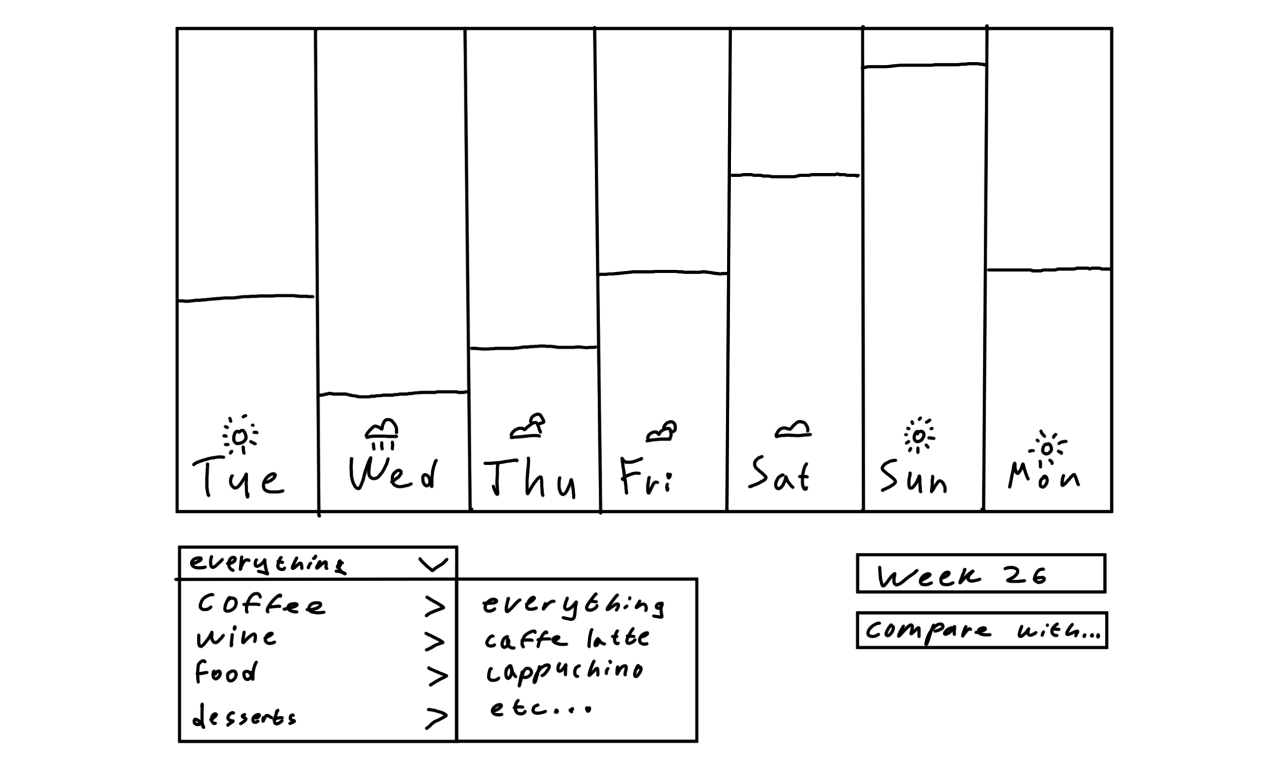 Tue Wed Thu Fri Sat Sun Mon
everything
coffee
wine
food
desserts
everything
caffe latte
cappuchino
etc...
Week 26
compare with...